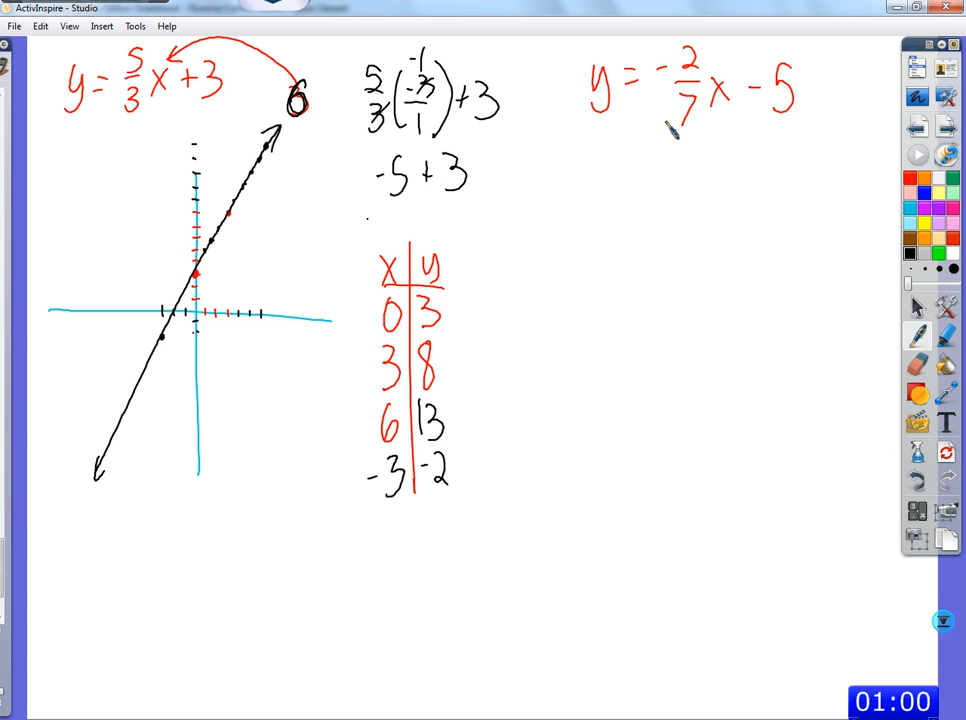 ActivInspire - Studio
File Edit View Insert Tools Help
y = 5/3 x + 3
6
5/3 (-3/1) + 3
-1
-5 + 3
x y
0 3
3 8
6 13
-3 -2
y = -2/7 x - 5
T
01:00